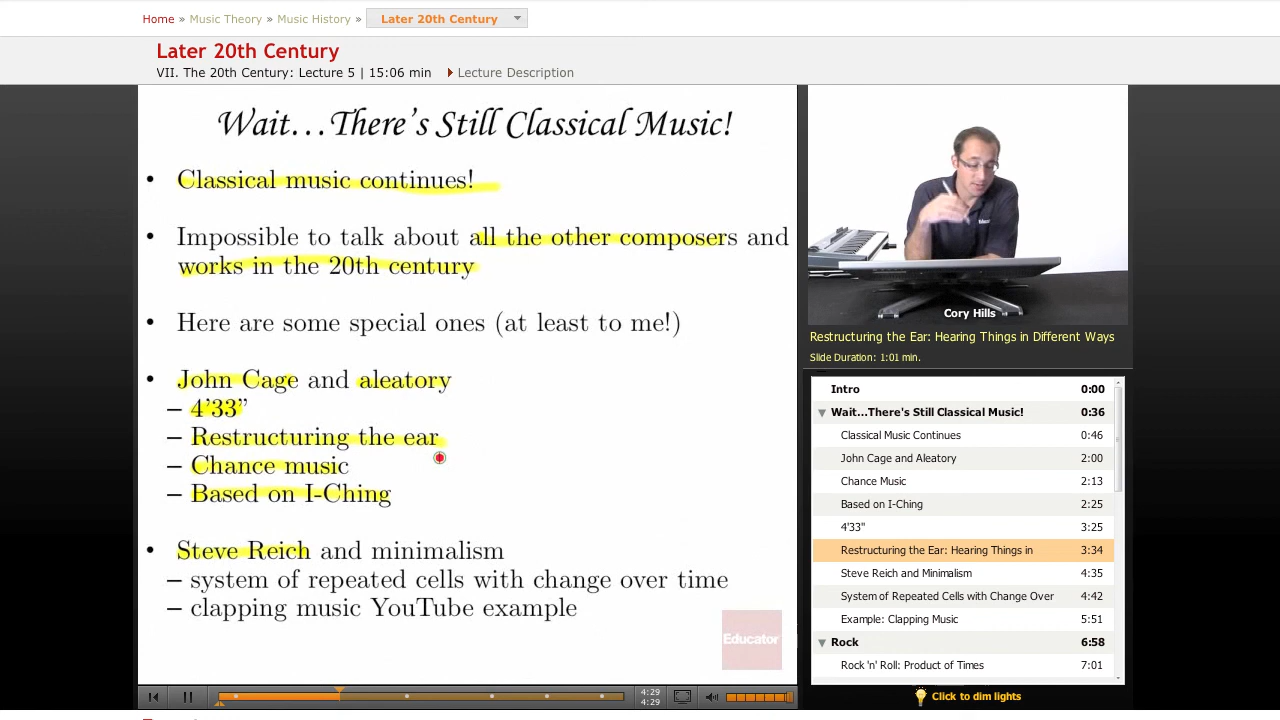 Home » Music Theory » Music History » Later 20th Century
Later 20th Century
VII. The 20th Century: Lecture 5 | 15:06 min Lecture Description
Wait...There's Still Classical Music!
• Classical music continues!
• Impossible to talk about all the other composers and
works in the 20th century
• Here are some special ones (at least to me!)
• John Cage and aleatory
– 4'33"
– Restructuring the ear
– Chance music
– Based on I-Ching
• Steve Reich and minimalism
– system of repeated cells with change over time
– clapping music YouTube example
Educator
4:29
4:29
Cory Hills
Restructuring the Ear: Hearing Things in Different Ways
Slide Duration: 1:01 min.
Intro 0:00
Wait...There's Still Classical Music! 0:36
Classical Music Continues 0:46
John Cage and Aleatory 2:00
Chance Music 2:13
Based on I-Ching 2:25
4'33" 3:25
Restructuring the Ear: Hearing Things in 3:34
Steve Reich and Minimalism 4:35
System of Repeated Cells with Change Over 4:42
Example: Clapping Music 5:51
Rock 6:58
Rock 'n' Roll: Product of Times 7:01
Click to dim lights